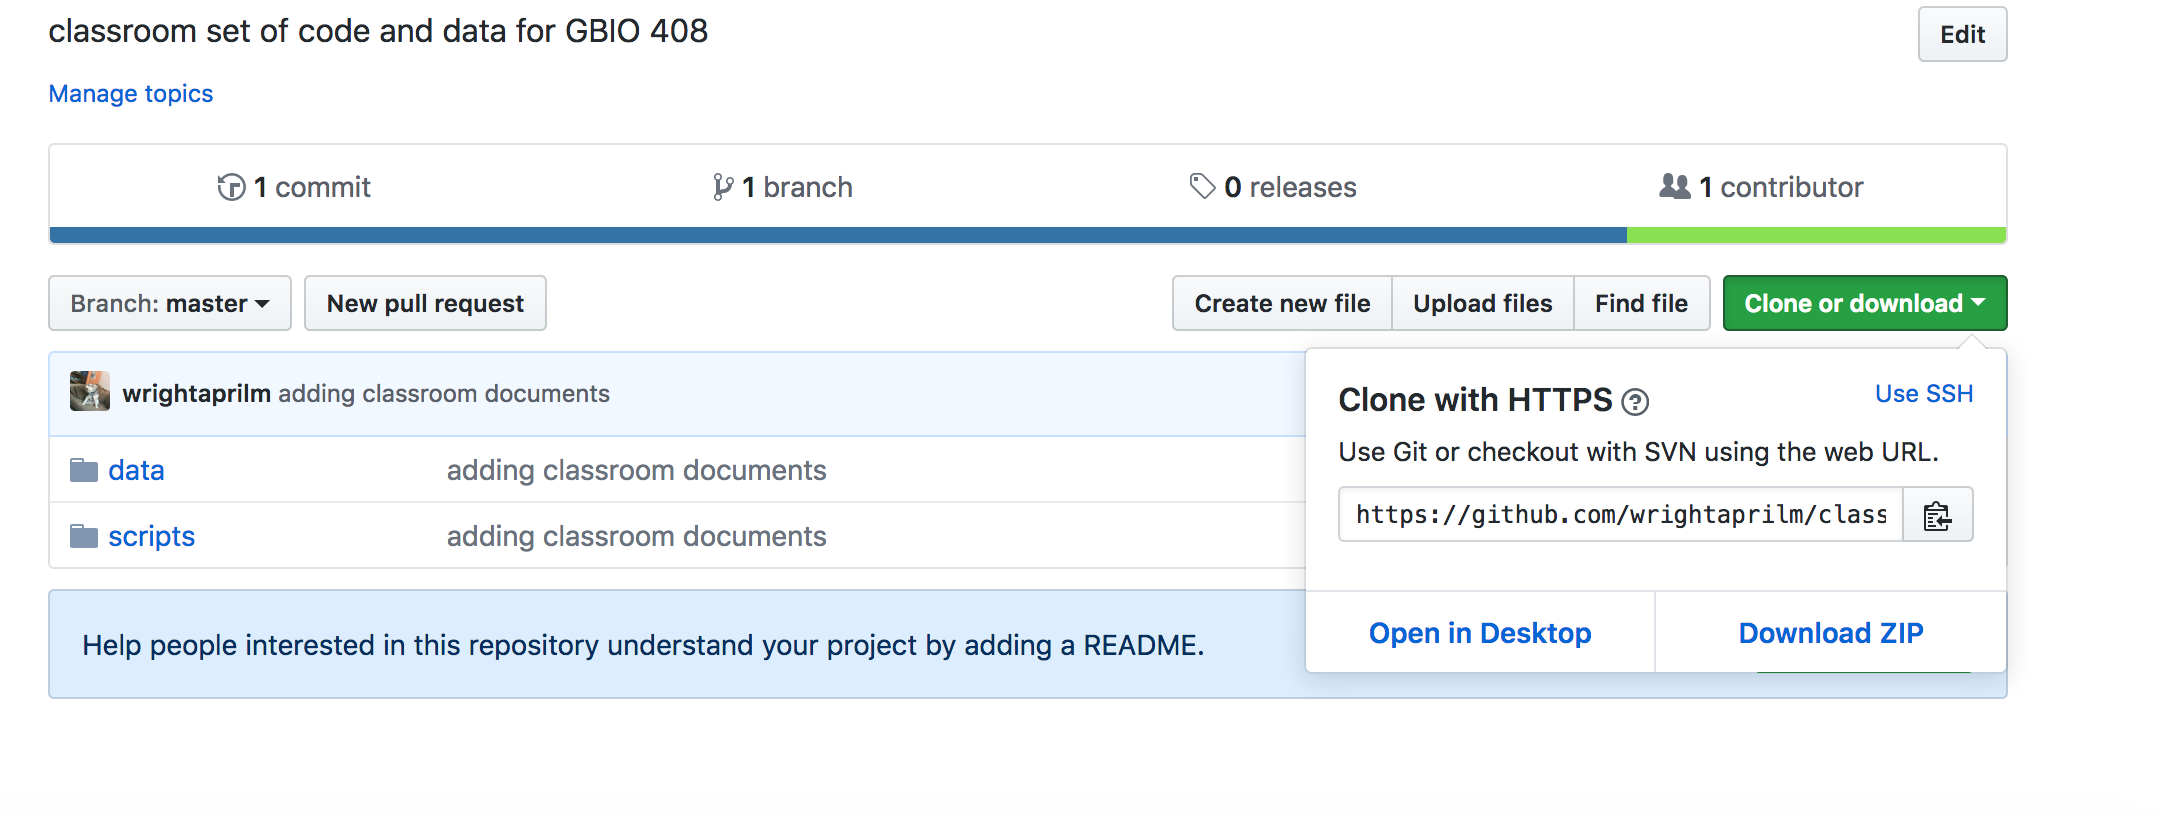 classroom set of code and data for GBIO 408
Edit
Manage topics
1 commit
1 branch
0 releases
1 contributor
Branch: master
New pull request
Create new file
Upload files
Find file
Clone or download
wrightaprilm adding classroom documents
data adding classroom documents
scripts adding classroom documents
Help people interested in this repository understand your project by adding a README.
Clone with HTTPS ?
Use SSH
Use Git or checkout with SVN using the web URL.
https://github.com/wrightaprilm/class
Open in Desktop
Download ZIP